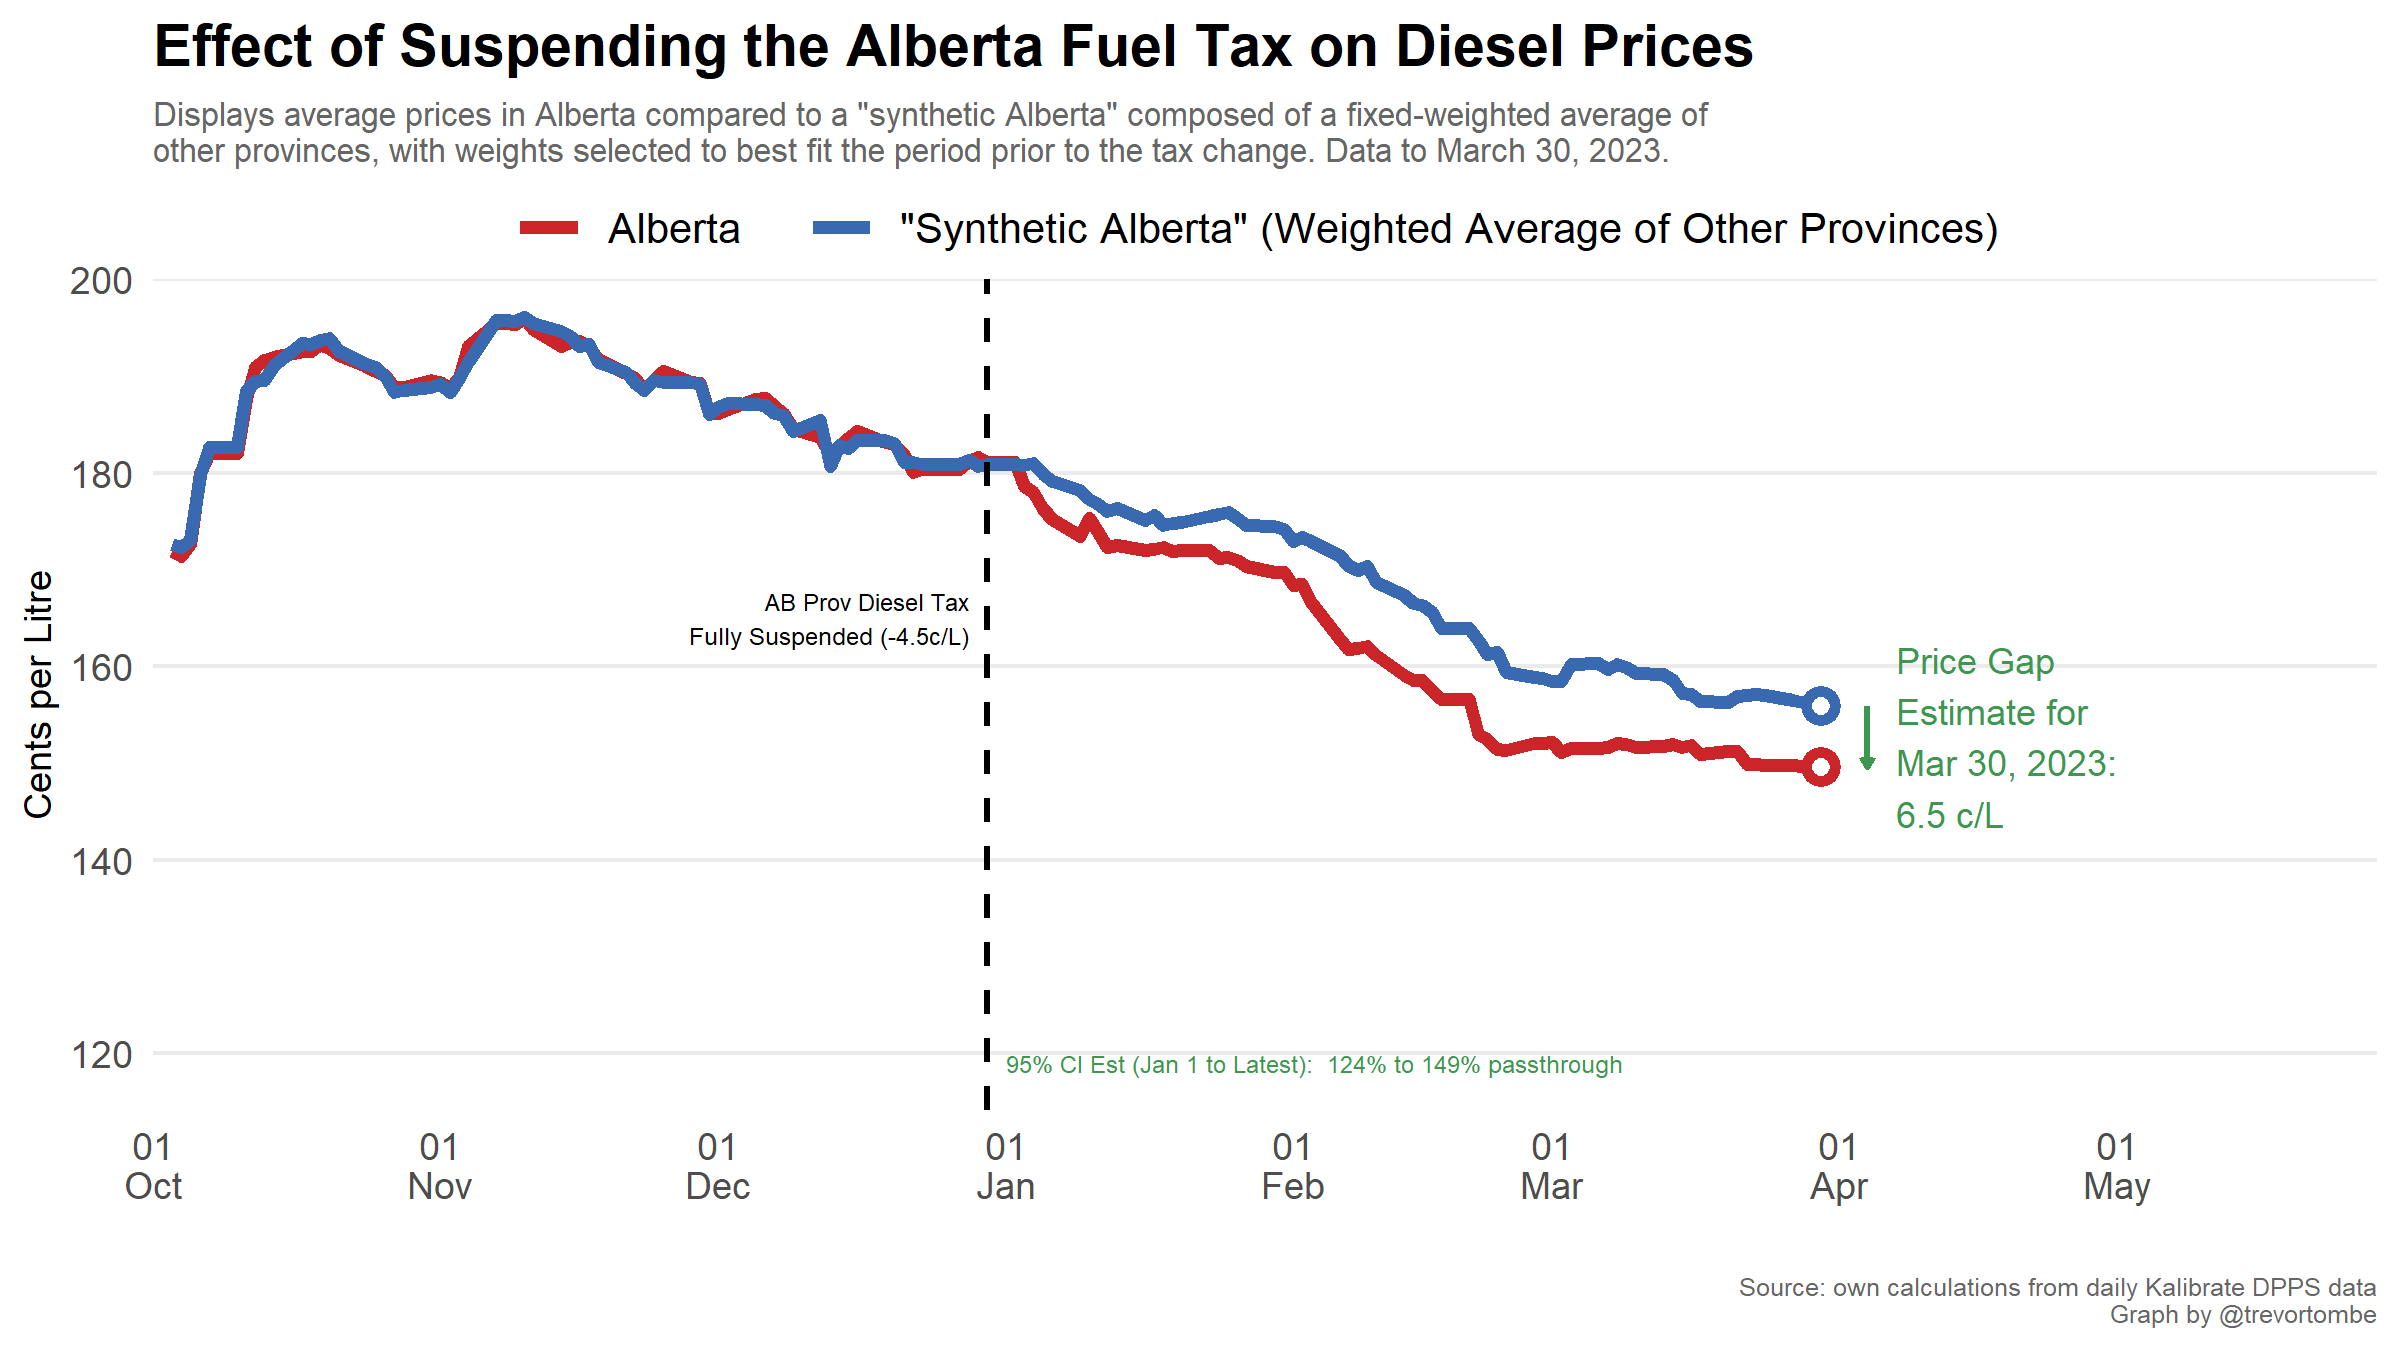 Effect of Suspending the Alberta Fuel Tax on Diesel Prices
Displays average prices in Alberta compared to a "synthetic Alberta" composed of a fixed-weighted average of
other provinces, with weights selected to best fit the period prior to the tax change. Data to March 30, 2023.
Alberta
"Synthetic Alberta" (Weighted Average of Other Provinces)
Cents per Litre
200
180
160
140
120
AB Prov Diesel Tax
Fully Suspended (-4.5c/L)
Price Gap
Estimate for
Mar 30, 2023:
6.5 c/L
95% CI Est (Jan 1 to Latest):  124% to 149% passthrough
01 01 01 01 01 01 01 01
Oct Nov Dec Jan Feb Mar Apr May
Source: own calculations from daily Kalibrate DPPS data
Graph by @trevortombe